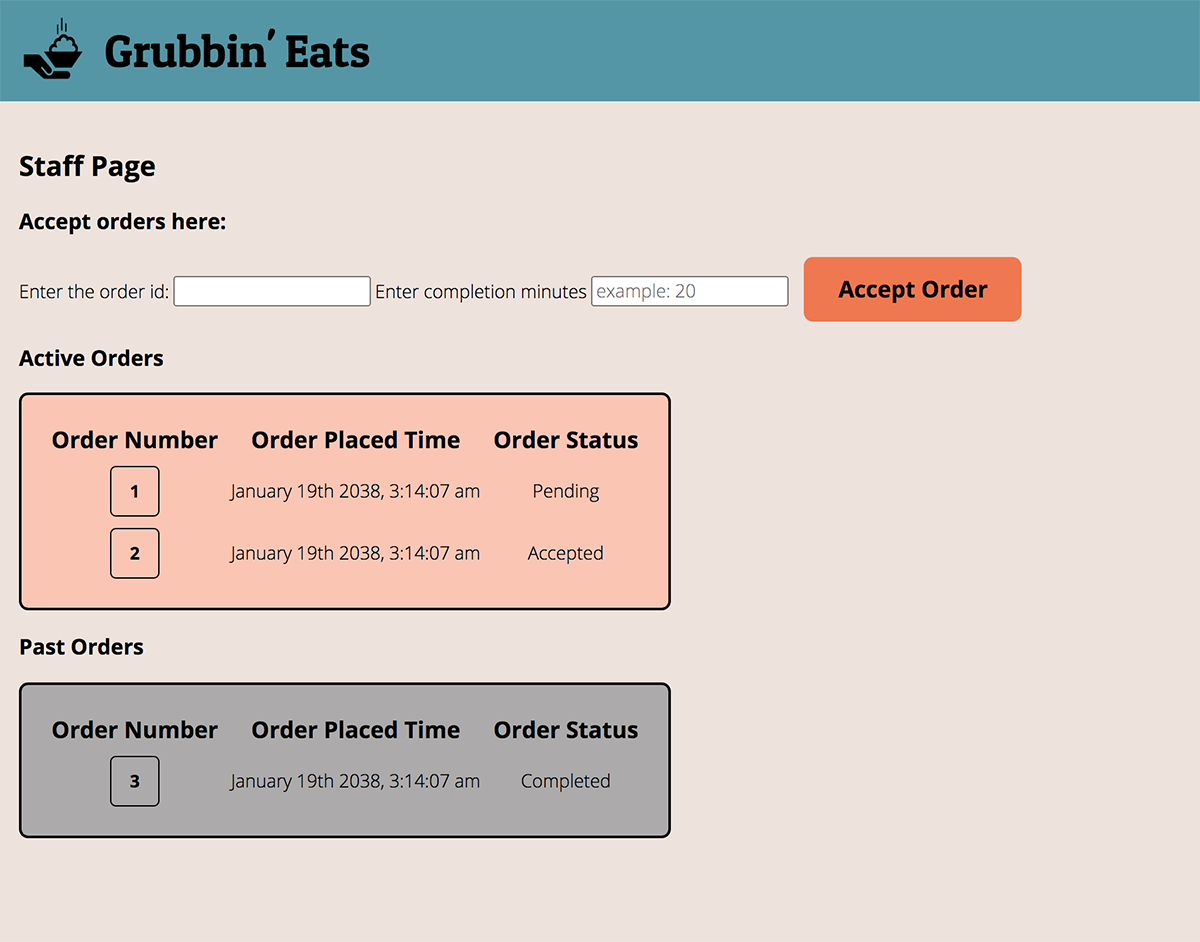 Grubbin' Eats
Staff Page
Accept orders here:
Enter the order id: Enter completion minutes example: 20 Accept Order
Active Orders
Order Number Order Placed Time Order Status
1 January 19th 2038, 3:14:07 am Pending
2 January 19th 2038, 3:14:07 am Accepted
Past Orders
Order Number Order Placed Time Order Status
3 January 19th 2038, 3:14:07 am Completed